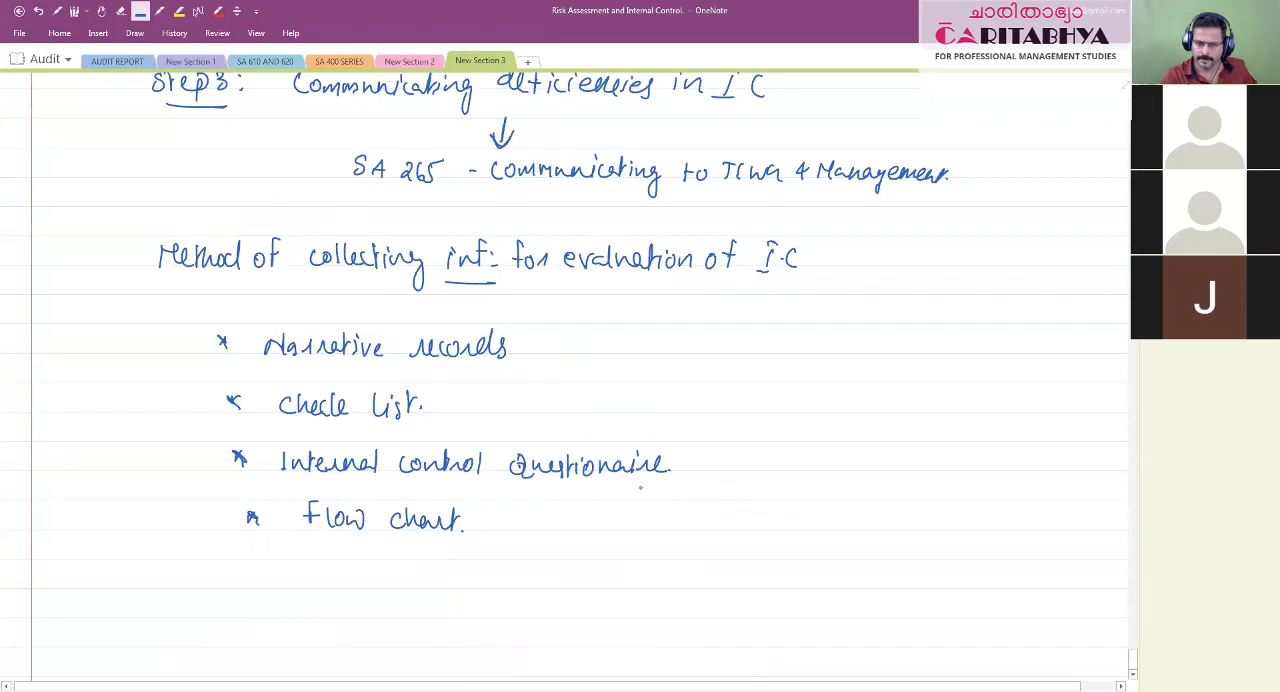 Risk Assessment and Internal Control. - OneNote
File Home Insert Draw History Review View Help
ചാരിതാഭ്യാ
CARITABHYA
FOR PROFESSIONAL MANAGEMENT STUDIES
@gmail.com
Audit AUDIT REPORT New Section 1 SA 610 AND 620 SA 400 SERIES New Section 2 New Section 3 +
Step 3: Communicating deficiencies in I C
SA 265 - Communicating to TCWG & Management.
Method of collecting inf: for evaluation of I.C
* Narrative records
* Check list.
* Internal control Questionaire.
* Flow chart.
J